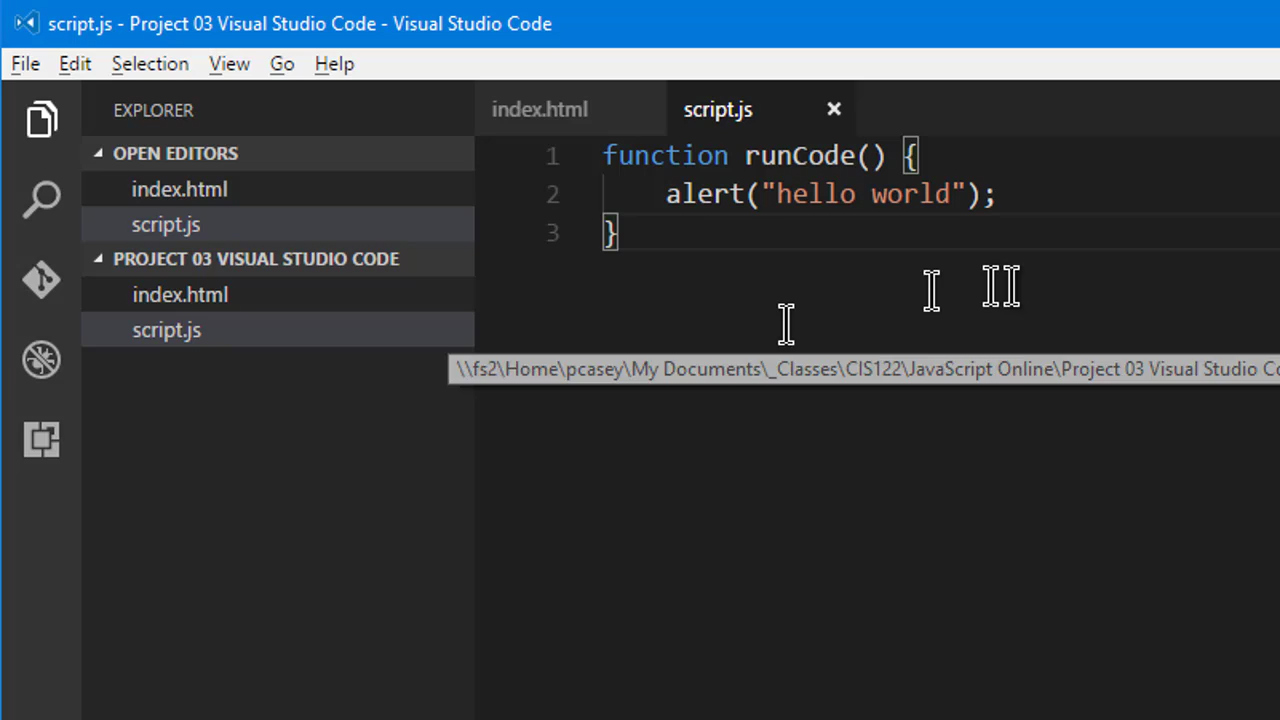 script.js - Project 03 Visual Studio Code - Visual Studio Code
File Edit Selection View Go Help
EXPLORER
OPEN EDITORS
index.html
script.js
PROJECT 03 VISUAL STUDIO CODE
index.html
script.js
index.html script.js ×
1 function runCode() {
2 alert("hello world");
3 }
\\fs2\Home\pcasey\My Documents\_Classes\CIS122\JavaScript Online\Project 03 Visual Studio